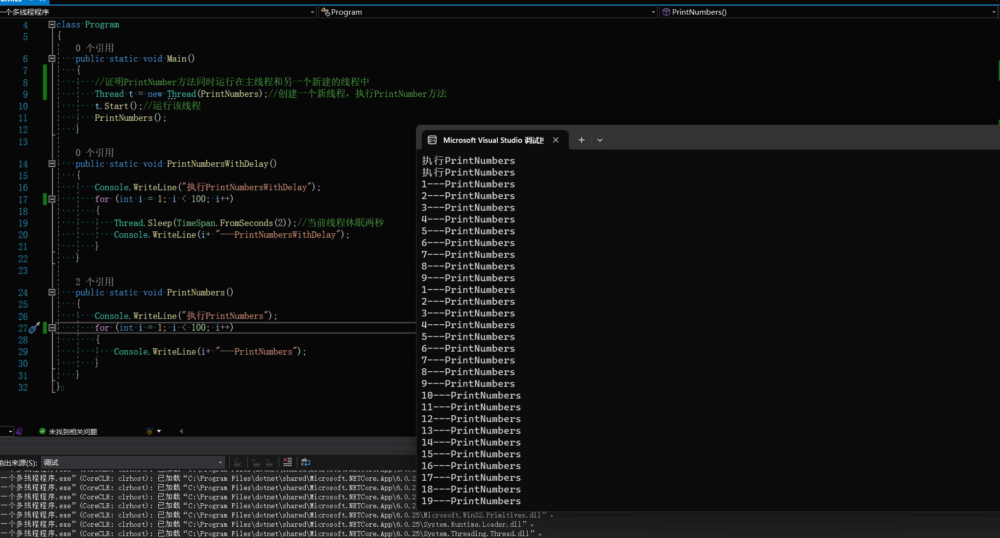 一个多线程程序
Program
PrintNumbers()
4 class Program
5 {
0 个引用
6 public static void Main()
7 {
8 //证明PrintNumber方法同时运行在主线程和另一个新建的线程中
9 Thread t = new Thread(PrintNumbers);//创建一个新线程，执行PrintNumber方法
10 t.Start();//运行该线程
11 PrintNumbers();
12 }
13
0 个引用
14 public static void PrintNumbersWithDelay()
15 {
16 Console.WriteLine("执行PrintNumbersWithDelay");
17 for (int i = 1; i < 100; i++)
18 {
19 Thread.Sleep(TimeSpan.FromSeconds(2));//当前线程休眠两秒
20 Console.WriteLine(i+ "---PrintNumbersWithDelay");
21 }
22 }
23
2 个引用
24 public static void PrintNumbers()
25 {
26 Console.WriteLine("执行PrintNumbers");
27 for (int i = 1; i < 100; i++)
28 {
29 Console.WriteLine(i+ "---PrintNumbers");
30 }
31 }
32 }
未找到相关问题
输出来源(S): 调试
一个多线程程序.exe”(CoreCLR: clrhost): 已加载“C:\Program Files\dotnet\shared\Microsoft.NETCore.App\6.0.2
一个多线程程序.exe”(CoreCLR: clrhost): 已加载“C:\Program Files\dotnet\shared\Microsoft.NETCore.App\6.0.2
一个多线程程序.exe”(CoreCLR: clrhost): 已加载“C:\Program Files\dotnet\shared\Microsoft.NETCore.App\6.0.2
一个多线程程序.exe”(CoreCLR: clrhost): 已加载“C:\Program Files\dotnet\shared\Microsoft.NETCore.App\6.0.2
一个多线程程序.exe”(CoreCLR: clrhost): 已加载“C:\Program Files\dotnet\shared\Microsoft.NETCore.App\6.0.2
一个多线程程序.exe”(CoreCLR: clrhost): 已加载“C:\Program Files\dotnet\shared\Microsoft.NETCore.App\6.0.25\Microsoft.Win32.Primitives.dll”。
一个多线程程序.exe”(CoreCLR: clrhost): 已加载“C:\Program Files\dotnet\shared\Microsoft.NETCore.App\6.0.25\System.Runtime.Loader.dll”。
一个多线程程序.exe”(CoreCLR: clrhost): 已加载“C:\Program Files\dotnet\shared\Microsoft.NETCore.App\6.0.25\System.Threading.Thread.dll”。
Microsoft Visual Studio 调试
执行PrintNumbers
执行PrintNumbers
1---PrintNumbers
2---PrintNumbers
3---PrintNumbers
4---PrintNumbers
5---PrintNumbers
6---PrintNumbers
7---PrintNumbers
8---PrintNumbers
9---PrintNumbers
1---PrintNumbers
2---PrintNumbers
3---PrintNumbers
4---PrintNumbers
5---PrintNumbers
6---PrintNumbers
7---PrintNumbers
8---PrintNumbers
9---PrintNumbers
10---PrintNumbers
11---PrintNumbers
12---PrintNumbers
13---PrintNumbers
14---PrintNumbers
15---PrintNumbers
16---PrintNumbers
17---PrintNumbers
18---PrintNumbers
19---PrintNumbers